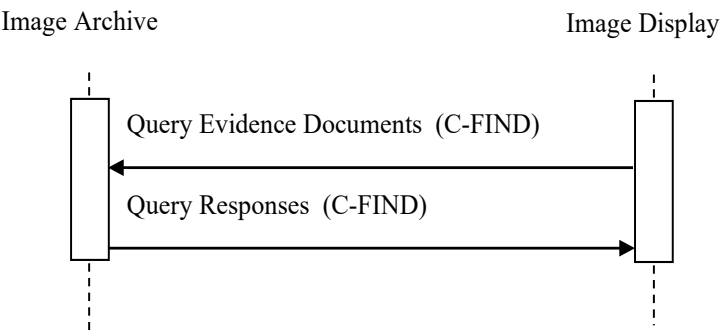 Image Archive
Image Display
Query Evidence Documents (C-FIND)
Query Responses (C-FIND)